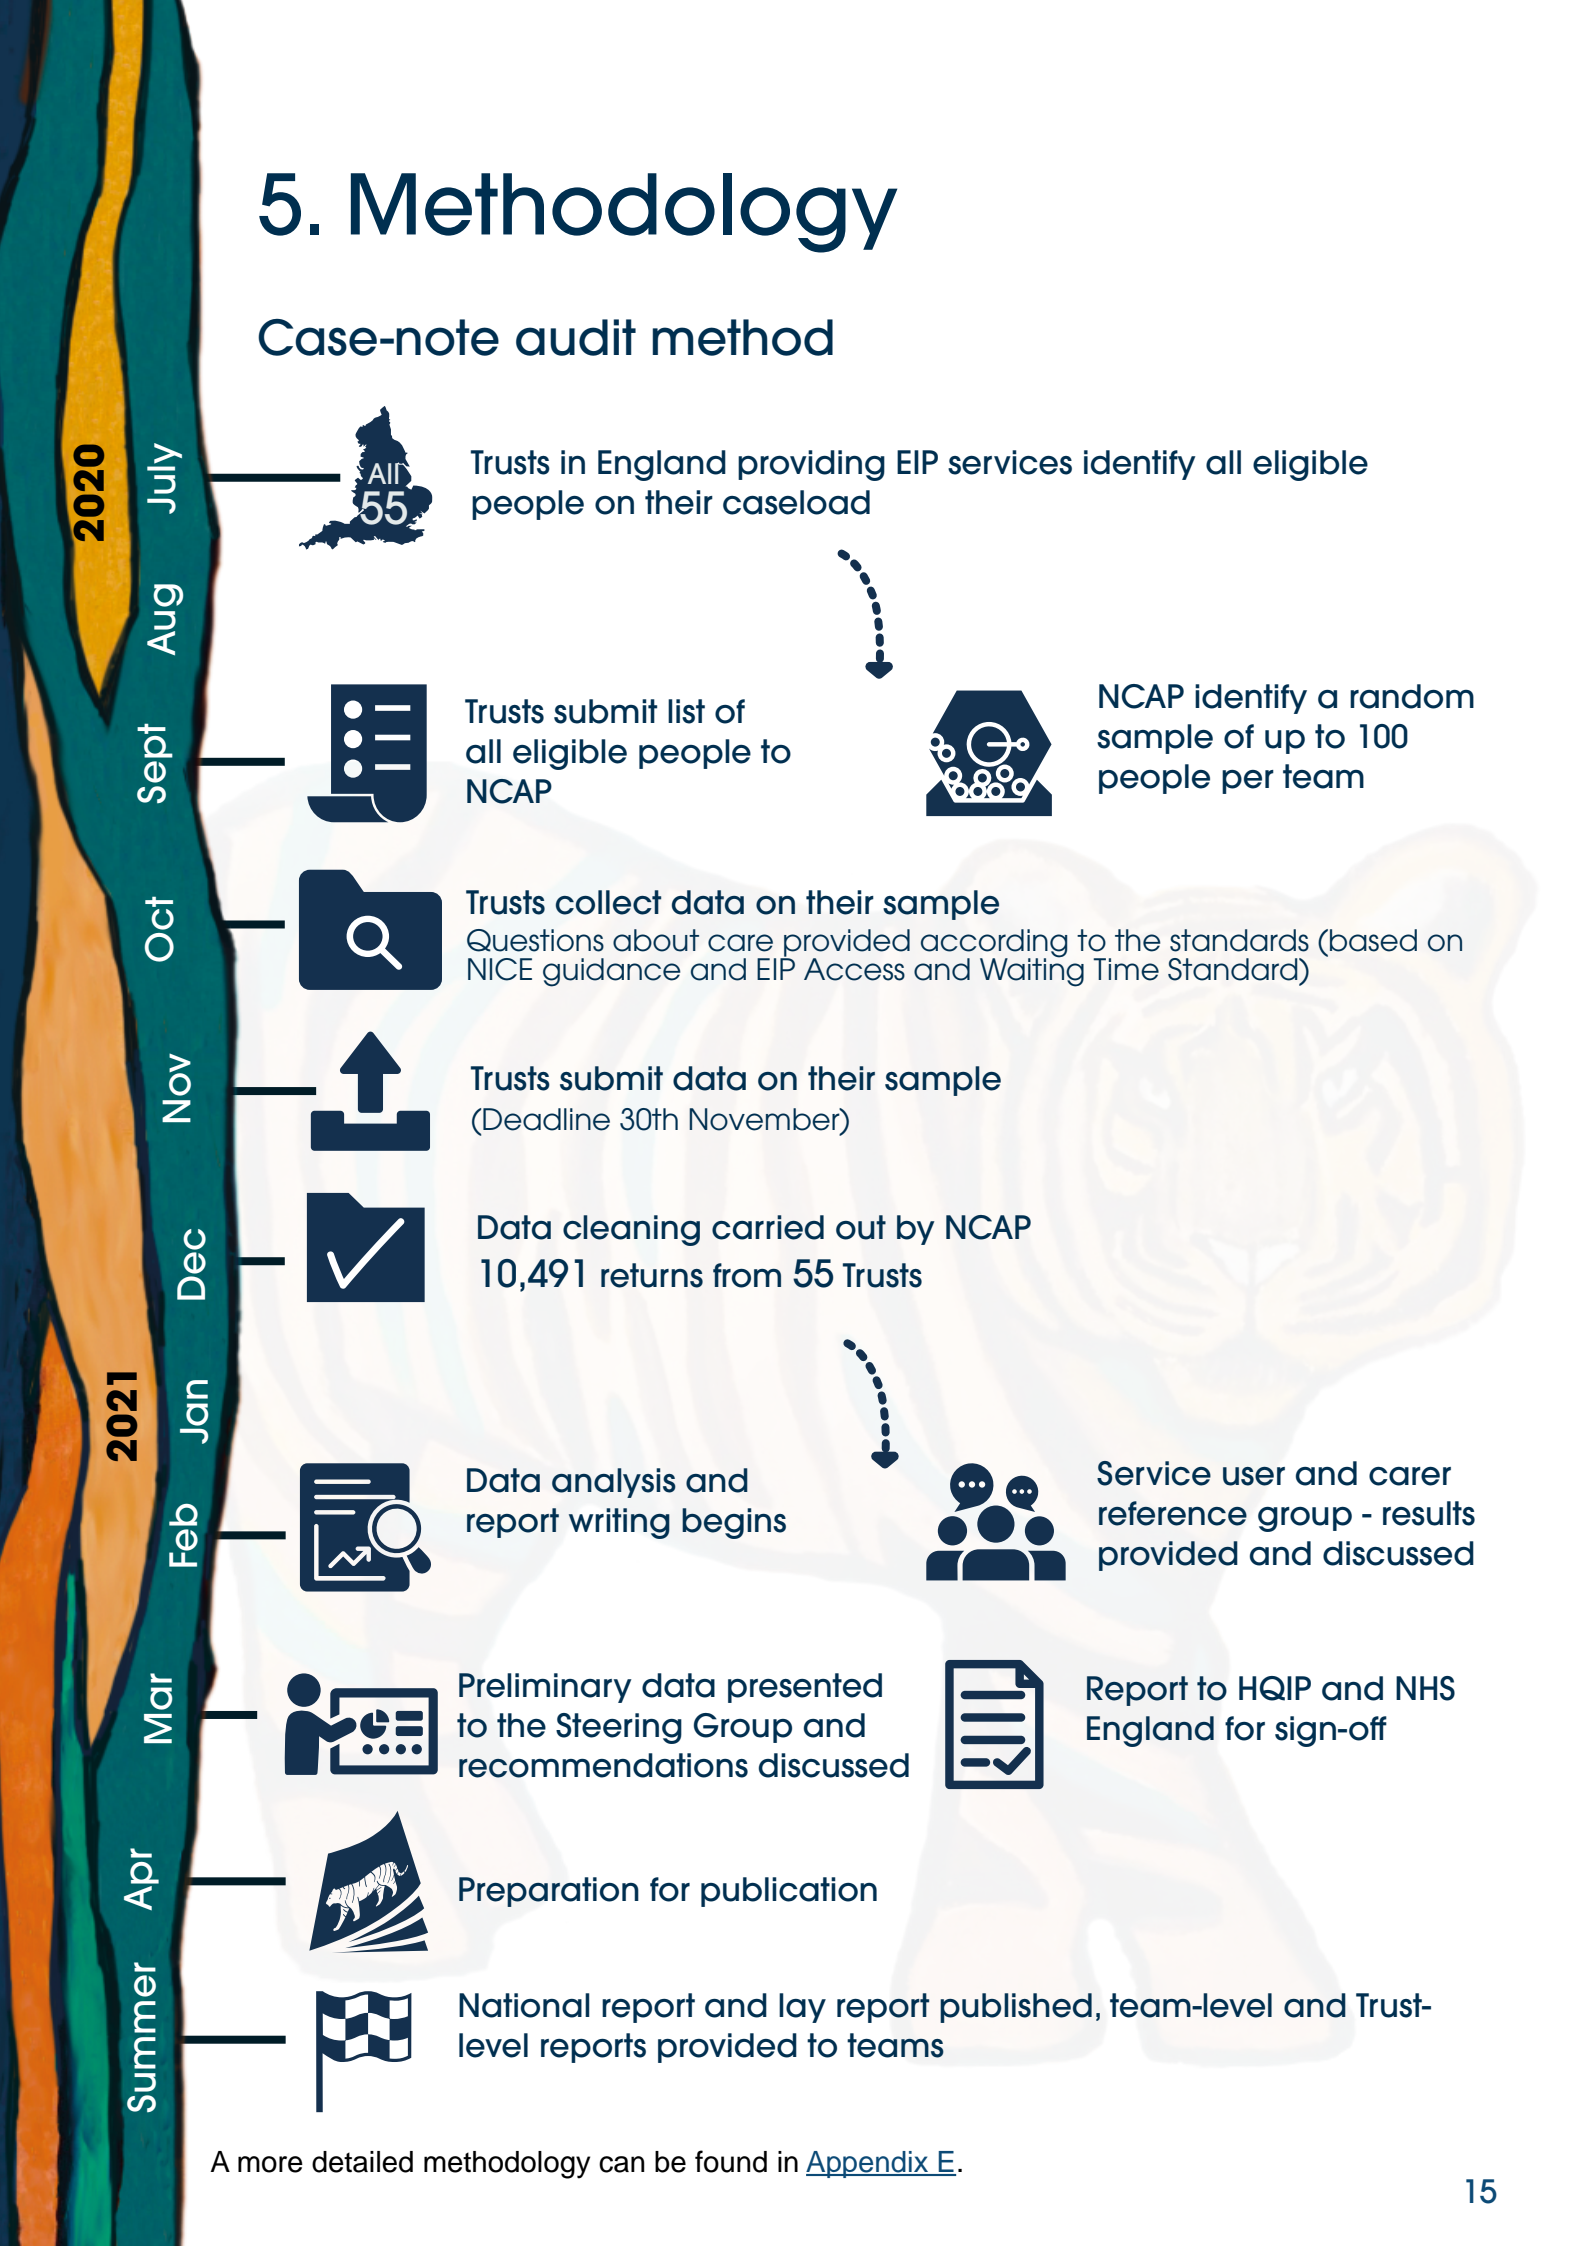 5. Methodology
Case-note audit method
2020
July
All
55
Trusts in England providing EIP services identify all eligible
people on their caseload
Aug
Sept
Trusts submit list of
all eligible people to
NCAP
NCAP identify a random
sample of up to 100
people per team
Oct
Trusts collect data on their sample
Questions about care provided according to the standards (based on
NICE guidance and EIP Access and Waiting Time Standard)
Nov
Trusts submit data on their sample
(Deadline 30th November)
Dec
Data cleaning carried out by NCAP
10,491 returns from 55 Trusts
2021
Jan
Feb
Data analysis and
report writing begins
Service user and carer
reference group - results
provided and discussed
Mar
Preliminary data presented
to the Steering Group and
recommendations discussed
Report to HQIP and NHS
England for sign-off
Apr
Preparation for publication
Summer
National report and lay report published, team-level and Trust-
level reports provided to teams
A more detailed methodology can be found in Appendix E.
15